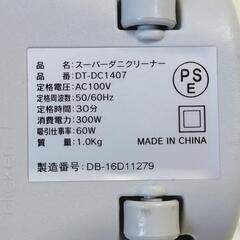 品名：スーパーダニクリーナー
品番：DT-DC1407
定格電圧：AC100V
定格周波数：50/60Hz
定格時間：30分
消費電力：300W
吸引仕事率：60W
質量：1.0Kg
PS
E
MADE IN CHINA
製造番号：DB-16D11279